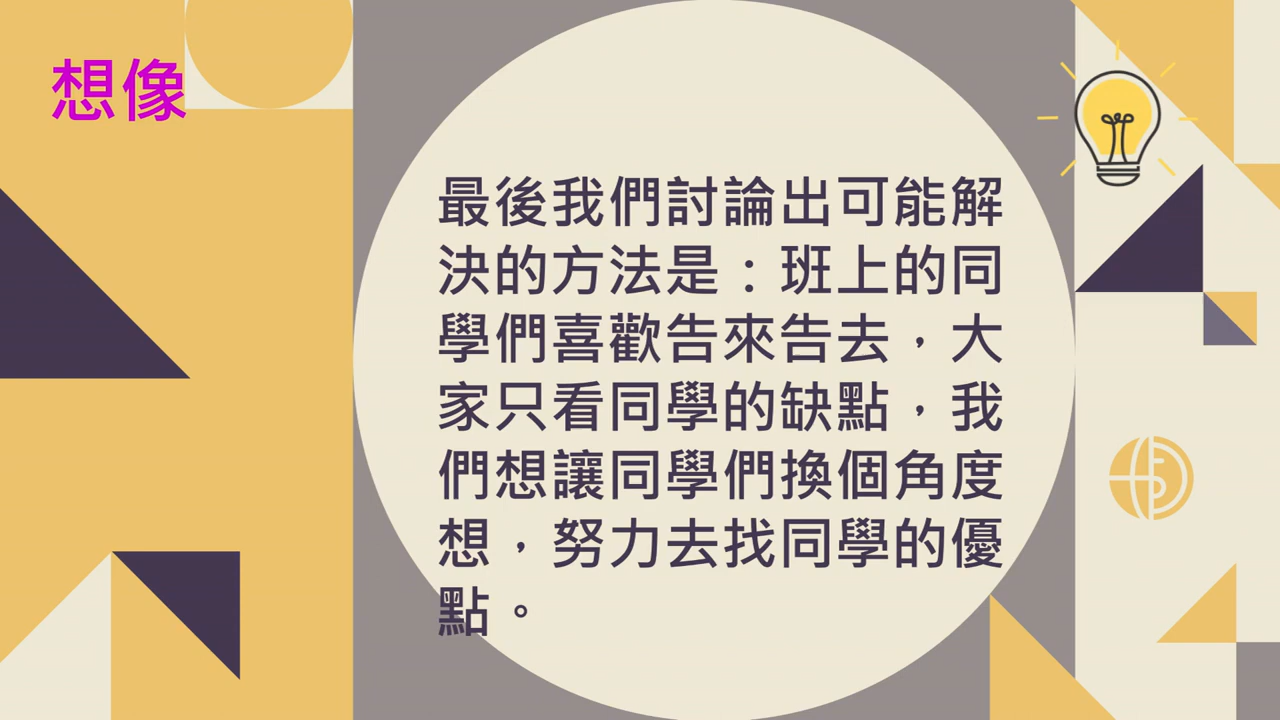 想像
最後我們討論出可能解
決的方法是：班上的同
學們喜歡告來告去，大
家只看同學的缺點，我
們想讓同學們換個角度
想，努力去找同學的優
點。